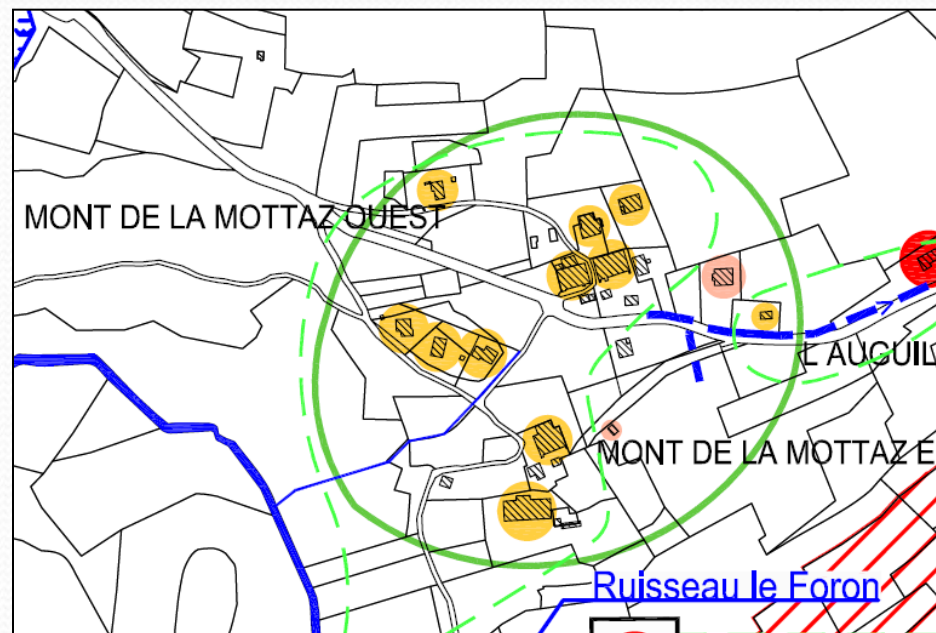 MONT DE LA MOTTAZ OUEST
L AUGUIL
MONT DE LA MOTTAZ E
Ruisseau le Foron